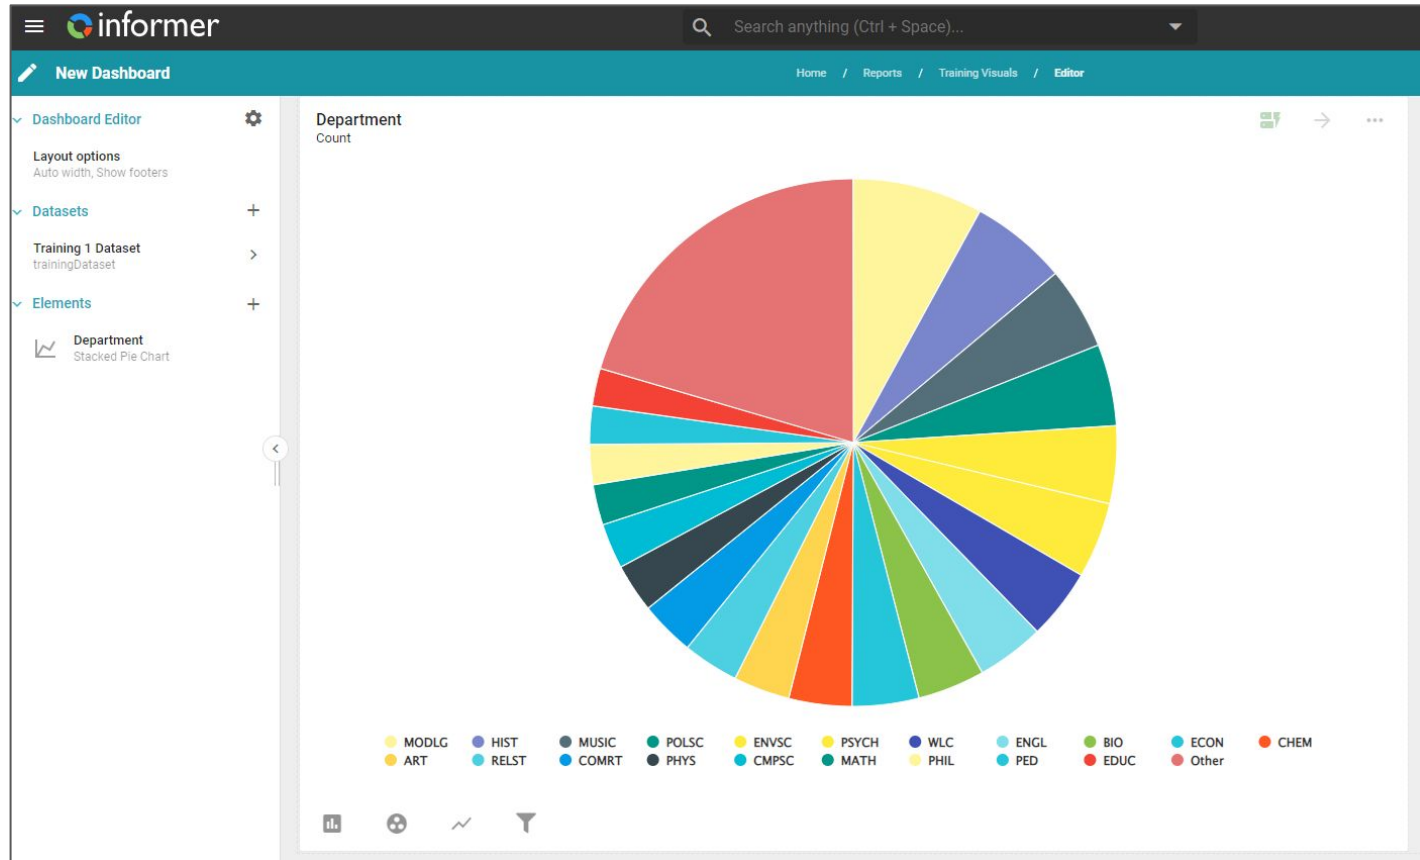 informer
Search anything (Ctrl + Space)...
New Dashboard
Home / Reports / Training Visuals / Editor
Dashboard Editor
Layout options
Auto width, Show footers
Datasets
Training 1 Dataset
trainingDataset
Elements
Department
Stacked Pie Chart
Department
Count
MODLG HIST MUSIC POLSC ENVSC PSYCH WLC ENGL BIO ECON CHEM
ART RELST COMRT PHYS CMPSC MATH PHIL PED EDUC Other